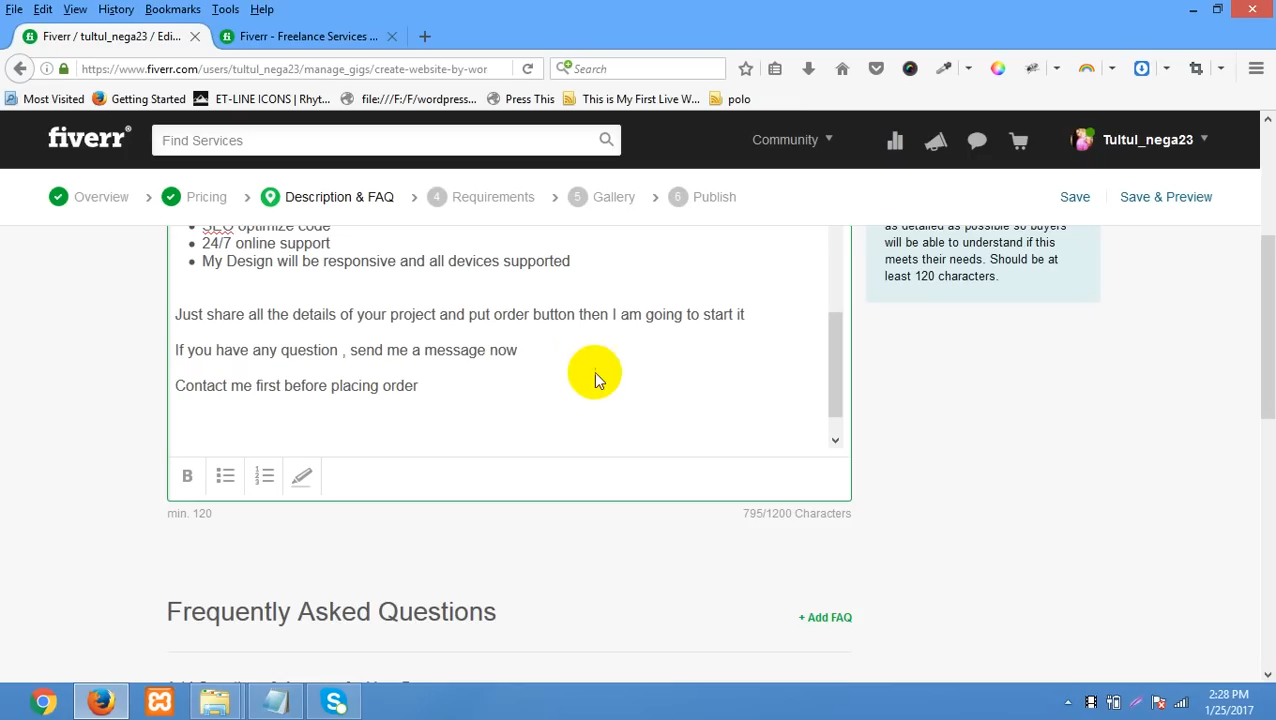 File Edit View History Bookmarks Tools Help
Fiverr / tultul_nega23 / Edi... Fiverr - Freelance Services ...
https://www.fiverr.com/users/tultul_nega23/manage_gigs/create-website-by-wor Search
Most Visited Getting Started ET-LINE ICONS | Rhyt... file:///F:/F/wordpress... Press This This is My First Live W... polo
fiverr Find Services Community Tultul_nega23
Overview Pricing Description & FAQ 4 Requirements 5 Gallery 6 Publish Save Save & Preview
SEO optimize code
24/7 online support
My Design will be responsive and all devices supported
as detailed as possible so buyers
will be able to understand if this
meets their needs. Should be at
least 120 characters.
Just share all the details of your project and put order button then I am going to start it
If you have any question , send me a message now
Contact me first before placing order
B
min. 120 795/1200 Characters
Frequently Asked Questions + Add FAQ
2:28 PM
1/25/2017